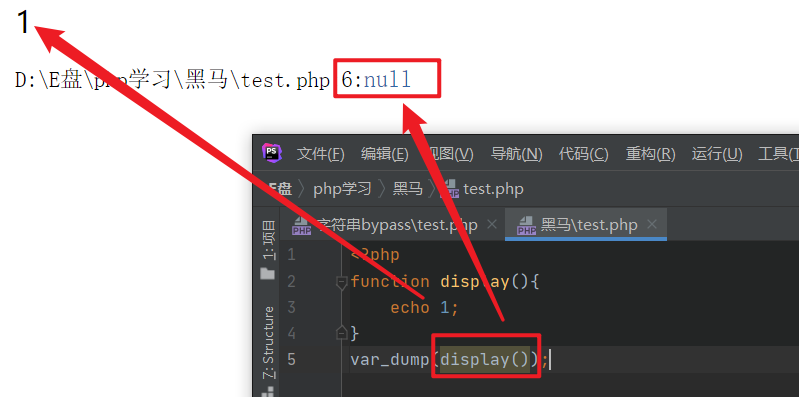 1
D:\E盘\php学习\黑马\test.php:6:null
PS 文件(F) 编辑(E) 视图(V) 导航(N) 代码(C) 重构(R) 运行(U) 工具(T
E盘 php学习 黑马 test.php
字符串bypass\test.php 黑马\test.php
1 <?php
2 function display(){
3 echo 1;
4 }
5 var_dump(display());
1: 项目
Z: Structure